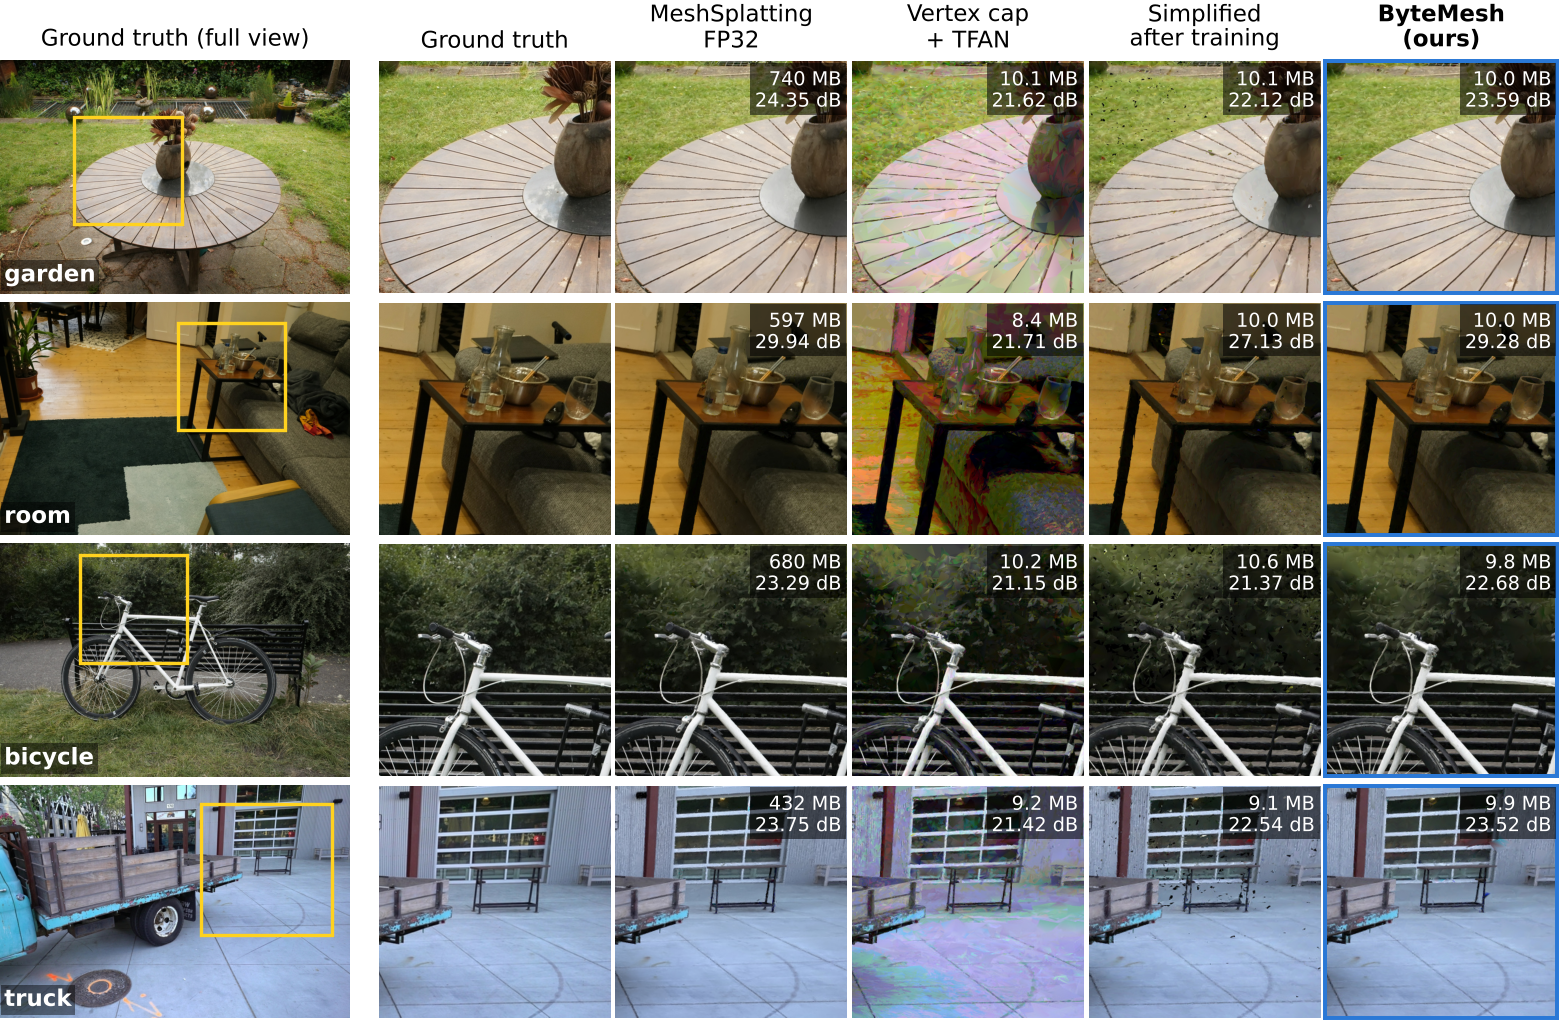 Ground truth (full view)
Ground truth
MeshSplatting
FP32
Vertex cap
+ TFAN
Simplified
after training
ByteMesh
(ours)
garden
740 MB
24.35 dB
10.1 MB
21.62 dB
10.1 MB
22.12 dB
10.0 MB
23.59 dB
room
597 MB
29.94 dB
8.4 MB
21.71 dB
10.0 MB
27.13 dB
10.0 MB
29.28 dB
bicycle
680 MB
23.29 dB
10.2 MB
21.15 dB
10.6 MB
21.37 dB
9.8 MB
22.68 dB
truck
432 MB
23.75 dB
9.2 MB
21.42 dB
9.1 MB
22.54 dB
9.9 MB
23.52 dB